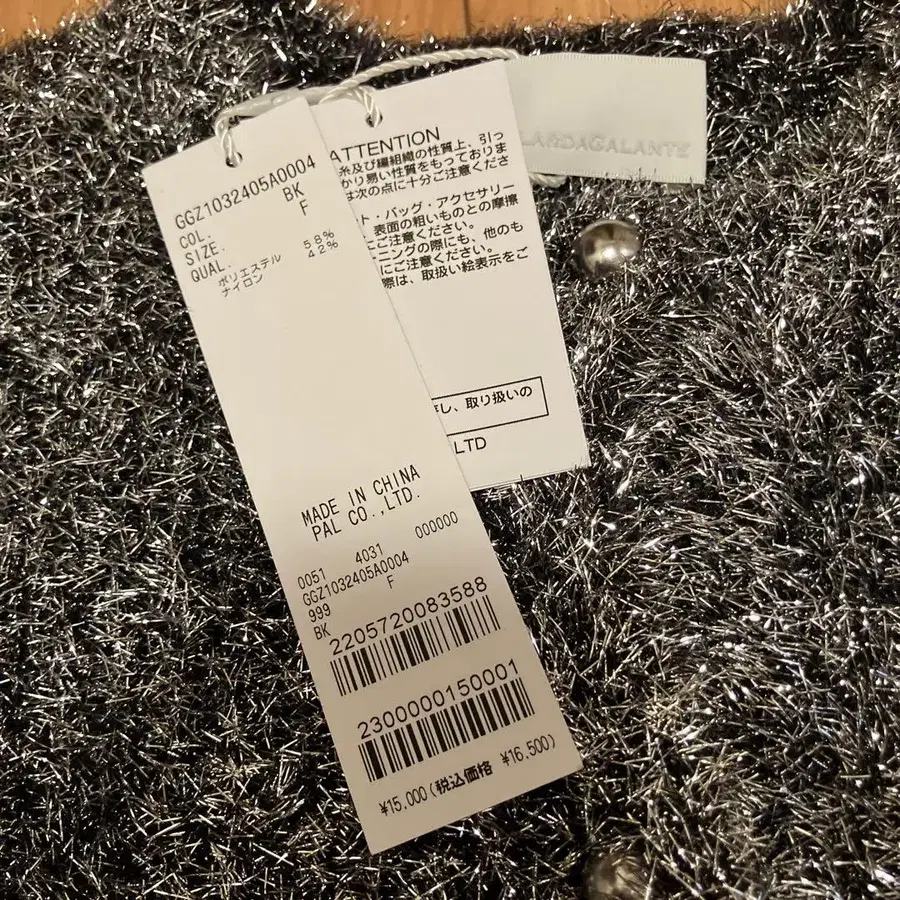 GGZ1032405A0004
COL. BK
SIZE. F
QUAL.
ポリエステル 58%
ナイロン 42%
MADE IN CHINA
PAL CO.,LTD.
0051 4031 000000
GGZ1032405A0004
999 F
BK
2205720083588
2300000150001
¥15,000(税込価格 ¥16,500)
ATTENTION
糸及び繊組織の性質上、引っ
かり易い性質をもっておりま
は次の点に十分ご注意くださ
ト・バッグ・アクセサリー
表面の粗いものとの摩擦
にご注意ください。
ニングの際にも、他のも
にご注意ください。
際は、取扱い絵表示をご
し、取り扱いの
LTD
LARDAGALANTE